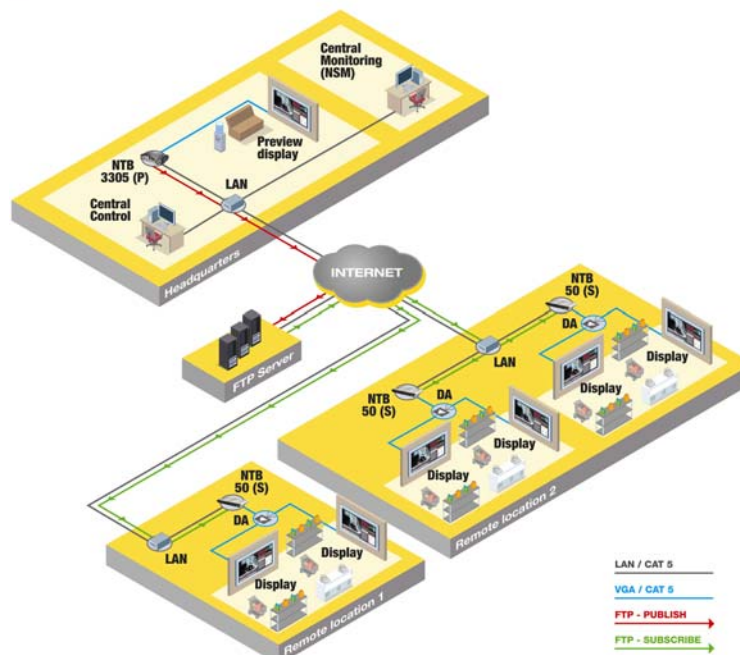 Central
Monitoring
(NSM)
Preview
display
NTB
3305 (P)
LAN
Central
Control
Headquarters
INTERNET
FTP Server
NTB
50 (S)
DA
LAN
Display
Display
NTB
50 (S)
DA
Display
Display
Remote location 2
NTB
50 (S)
DA
LAN
Display
Display
Remote location 1
LAN / CAT 5
VGA / CAT 5
FTP - PUBLISH
FTP - SUBSCRIBE